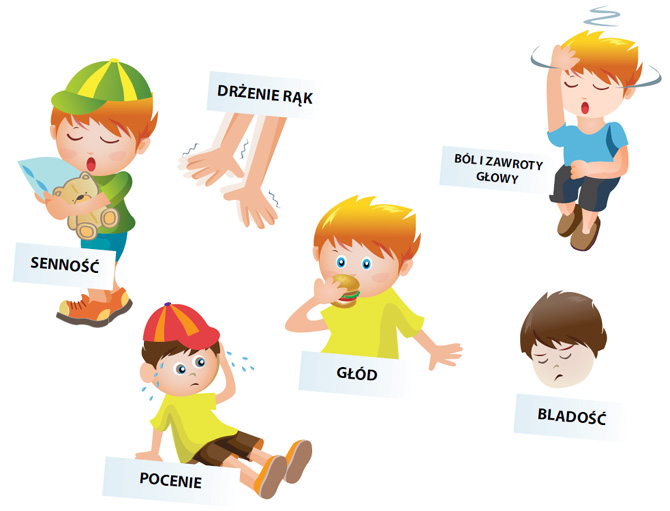 DRŻENIE RĄK
BÓL I ZAWROTY
GŁOWY
SENNOŚĆ
GŁÓD
BLADOŚĆ
POCENIE